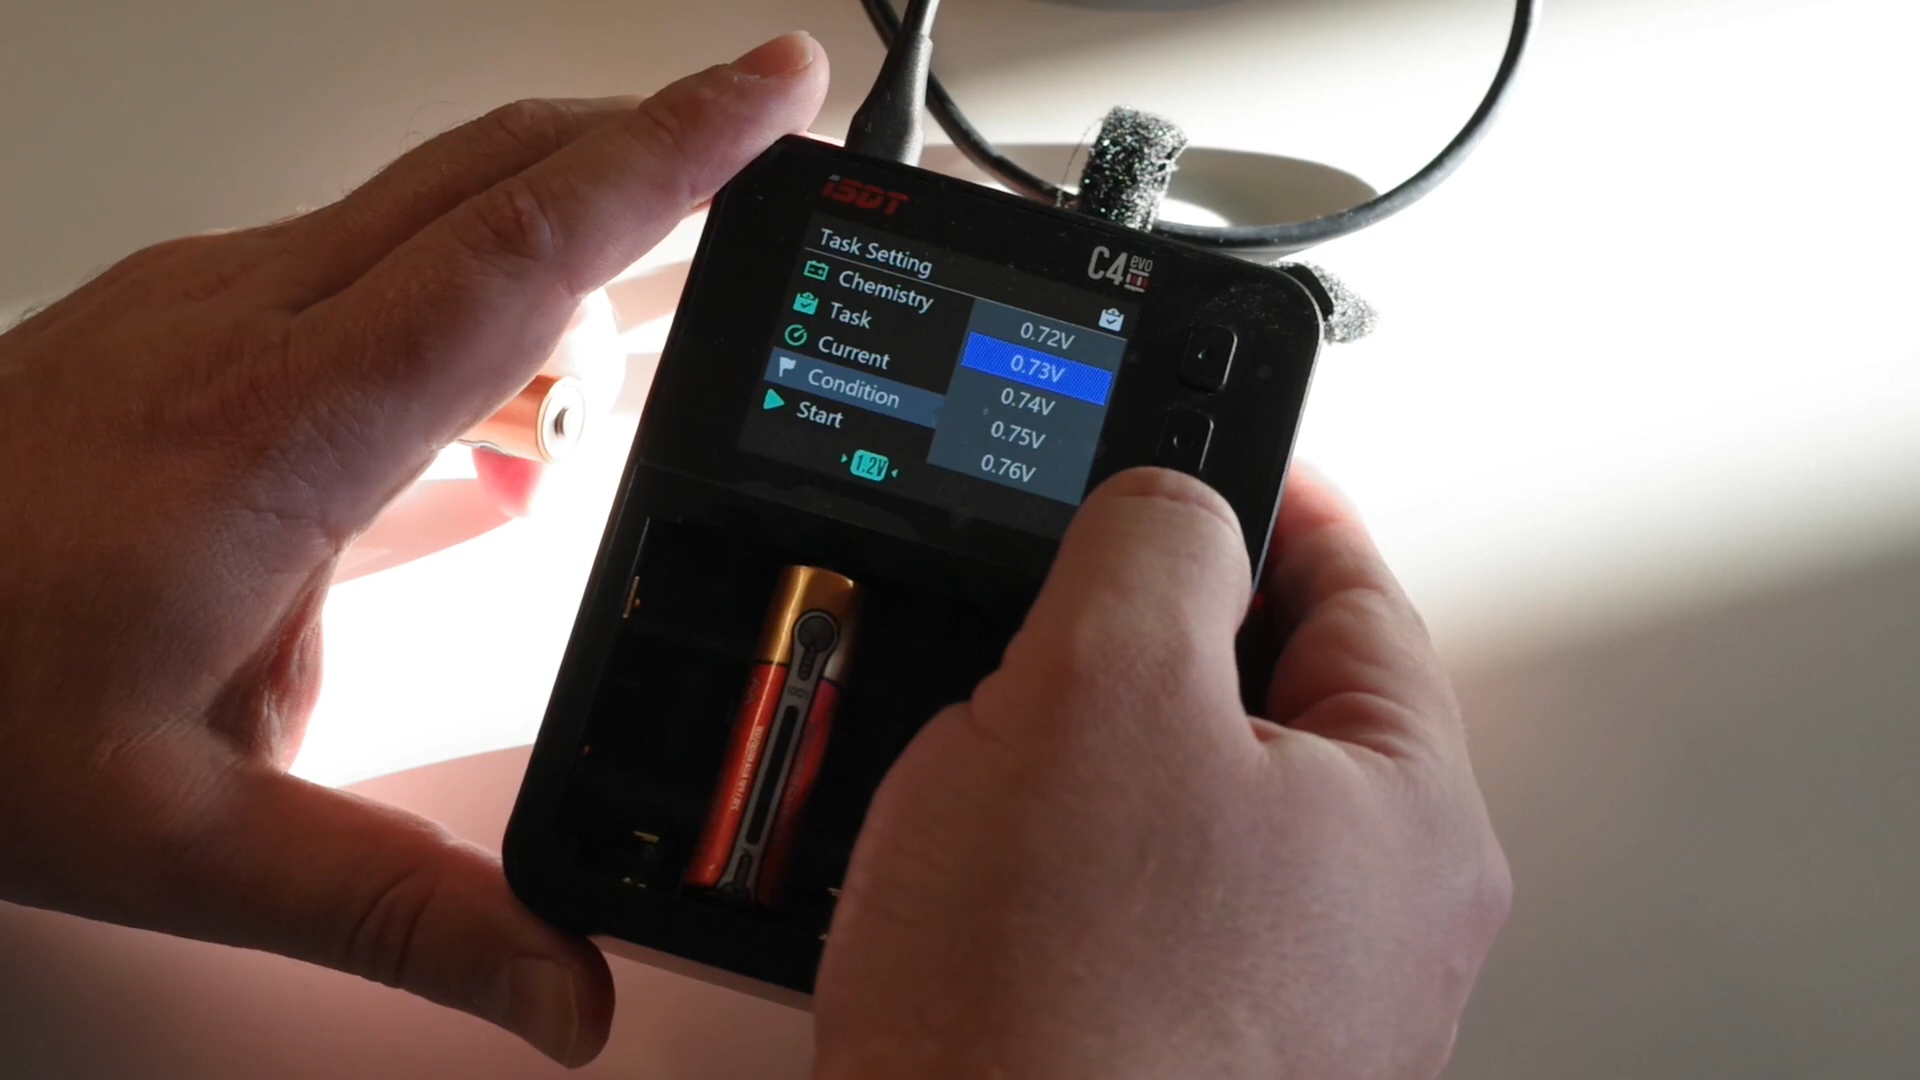 iSDT
C4 evo
Task Setting
Chemistry
Task
Current
Condition
Start
0.72V
0.73V
0.74V
0.75V
0.76V
1.2V